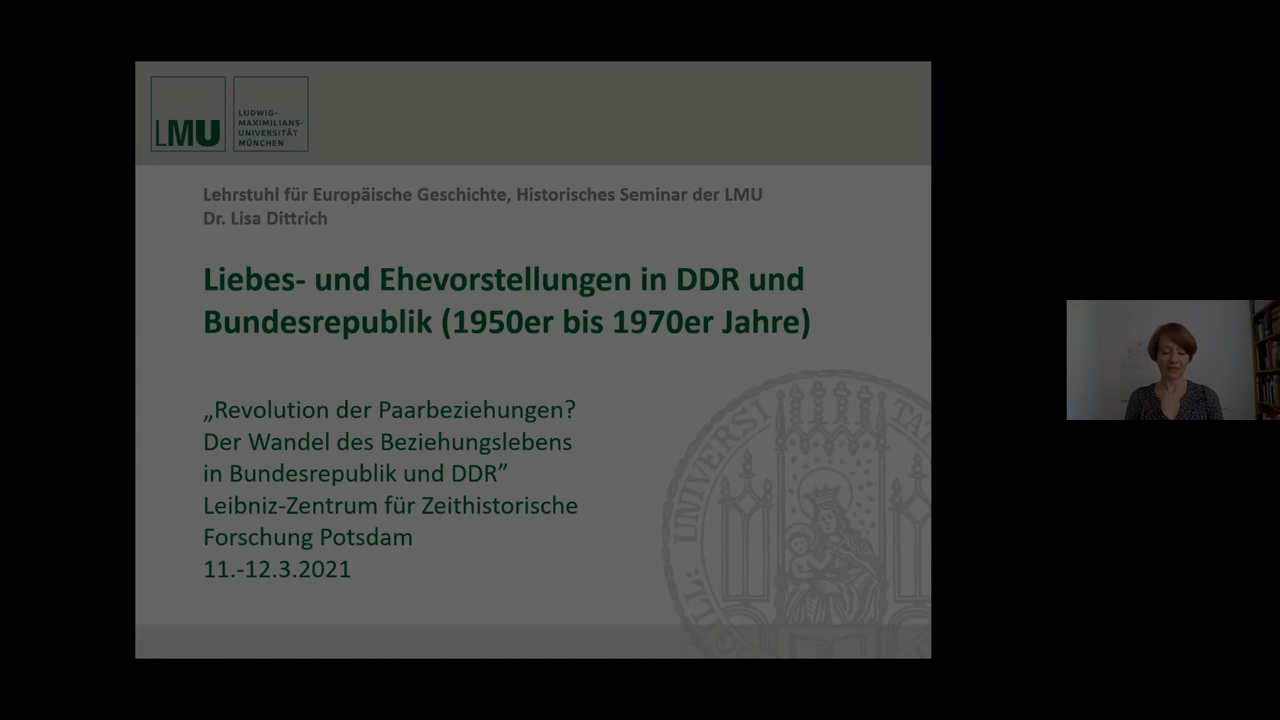 LMU
LUDWIG-
MAXIMILIANS-
UNIVERSITÄT
MÜNCHEN
Lehrstuhl für Europäische Geschichte, Historisches Seminar der LMU
Dr. Lisa Dittrich
Liebes- und Ehevorstellungen in DDR und
Bundesrepublik (1950er bis 1970er Jahre)
„Revolution der Paarbeziehungen?
Der Wandel des Beziehungslebens
in Bundesrepublik und DDR”
Leibniz-Zentrum für Zeithistorische
Forschung Potsdam
11.-12.3.2021
SIGILL: UNIVERSITAT